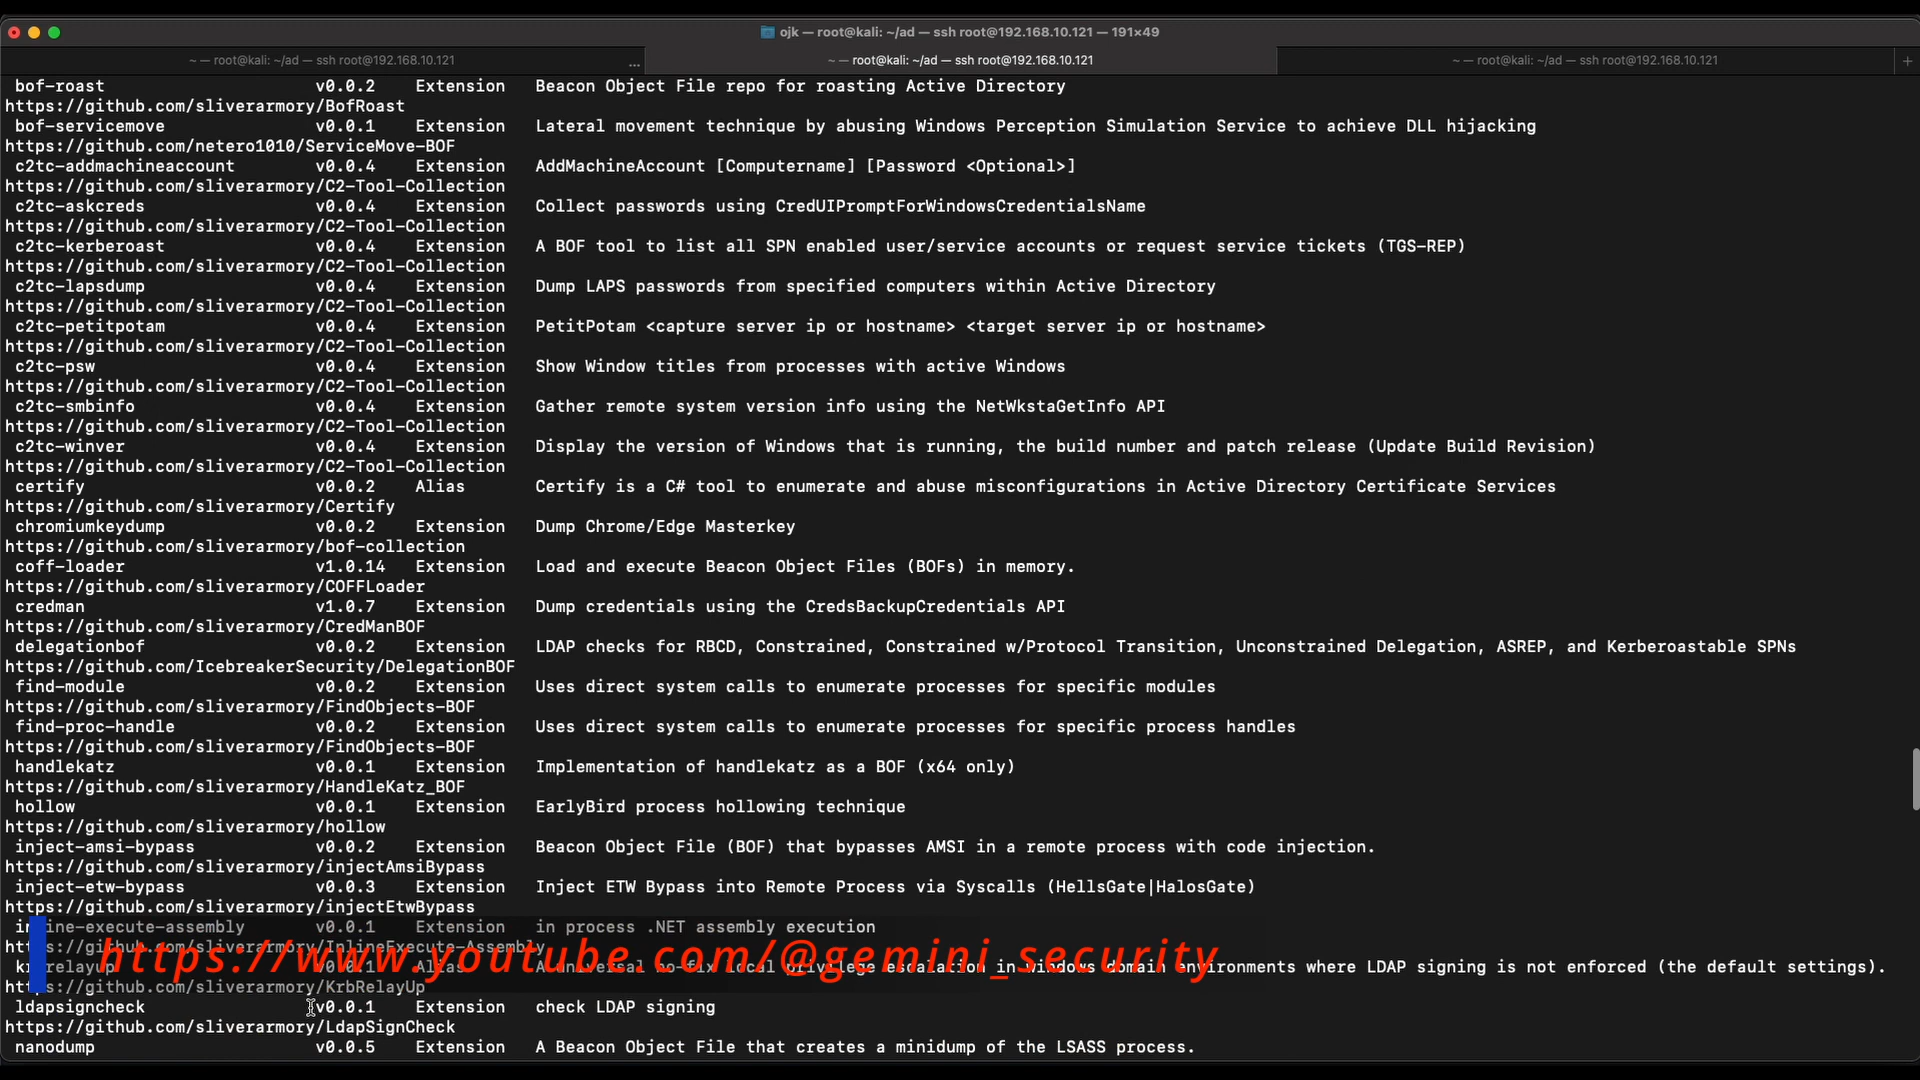 ojk — root@kali: ~/ad — ssh root@192.168.10.121 — 191×49
~ — root@kali: ~/ad — ssh root@192.168.10.121 ... ~ — root@kali: ~/ad — ssh root@192.168.10.121 ~ — root@kali: ~/ad — ssh root@192.168.10.121 +
bof-roast v0.0.2 Extension Beacon Object File repo for roasting Active Directory
https://github.com/sliverarmory/BofRoast
bof-servicemove v0.0.1 Extension Lateral movement technique by abusing Windows Perception Simulation Service to achieve DLL hijacking
https://github.com/netero1010/ServiceMove-BOF
c2tc-addmachineaccount v0.0.4 Extension AddMachineAccount [Computername] [Password <Optional>]
https://github.com/sliverarmory/C2-Tool-Collection
c2tc-askcreds v0.0.4 Extension Collect passwords using CredUIPromptForWindowsCredentialsName
https://github.com/sliverarmory/C2-Tool-Collection
c2tc-kerberoast v0.0.4 Extension A BOF tool to list all SPN enabled user/service accounts or request service tickets (TGS-REP)
https://github.com/sliverarmory/C2-Tool-Collection
c2tc-lapsdump v0.0.4 Extension Dump LAPS passwords from specified computers within Active Directory
https://github.com/sliverarmory/C2-Tool-Collection
c2tc-petitpotam v0.0.4 Extension PetitPotam <capture server ip or hostname> <target server ip or hostname>
https://github.com/sliverarmory/C2-Tool-Collection
c2tc-psw v0.0.4 Extension Show Window titles from processes with active Windows
https://github.com/sliverarmory/C2-Tool-Collection
c2tc-smbinfo v0.0.4 Extension Gather remote system version info using the NetWkstaGetInfo API
https://github.com/sliverarmory/C2-Tool-Collection
c2tc-winver v0.0.4 Extension Display the version of Windows that is running, the build number and patch release (Update Build Revision)
https://github.com/sliverarmory/C2-Tool-Collection
certify v0.0.2 Alias Certify is a C# tool to enumerate and abuse misconfigurations in Active Directory Certificate Services
https://github.com/sliverarmory/Certify
chromiumkeydump v0.0.2 Extension Dump Chrome/Edge Masterkey
https://github.com/sliverarmory/bof-collection
coff-loader v1.0.14 Extension Load and execute Beacon Object Files (BOFs) in memory.
https://github.com/sliverarmory/COFFLoader
credman v1.0.7 Extension Dump credentials using the CredsBackupCredentials API
https://github.com/sliverarmory/CredManBOF
delegationbof v0.0.2 Extension LDAP checks for RBCD, Constrained, Constrained w/Protocol Transition, Unconstrained Delegation, ASREP, and Kerberoastable SPNs
https://github.com/IcebreakerSecurity/DelegationBOF
find-module v0.0.2 Extension Uses direct system calls to enumerate processes for specific modules
https://github.com/sliverarmory/FindObjects-BOF
find-proc-handle v0.0.2 Extension Uses direct system calls to enumerate processes for specific process handles
https://github.com/sliverarmory/FindObjects-BOF
handlekatz v0.0.1 Extension Implementation of handlekatz as a BOF (x64 only)
https://github.com/sliverarmory/HandleKatz_BOF
hollow v0.0.1 Extension EarlyBird process hollowing technique
https://github.com/sliverarmory/hollow
inject-amsi-bypass v0.0.2 Extension Beacon Object File (BOF) that bypasses AMSI in a remote process with code injection.
https://github.com/sliverarmory/injectAmsiBypass
inject-etw-bypass v0.0.3 Extension Inject ETW Bypass into Remote Process via Syscalls (HellsGate|HalosGate)
https://github.com/sliverarmory/injectEtwBypass
inline-execute-assembly v0.0.1 Extension in process .NET assembly execution
https://github.com/sliverarmory/InlineExecute-Assembly
https://www.youtube.com/@gemini_security
v0.0.1 Alias A universal no-fix local privilege escalation in windows domain environments where LDAP signing is not enforced (the default settings).
https://github.com/sliverarmory/KrbRelayUp
ldapsigncheck v0.0.1 Extension check LDAP signing
https://github.com/sliverarmory/LdapSignCheck
nanodump v0.0.5 Extension A Beacon Object File that creates a minidump of the LSASS process.